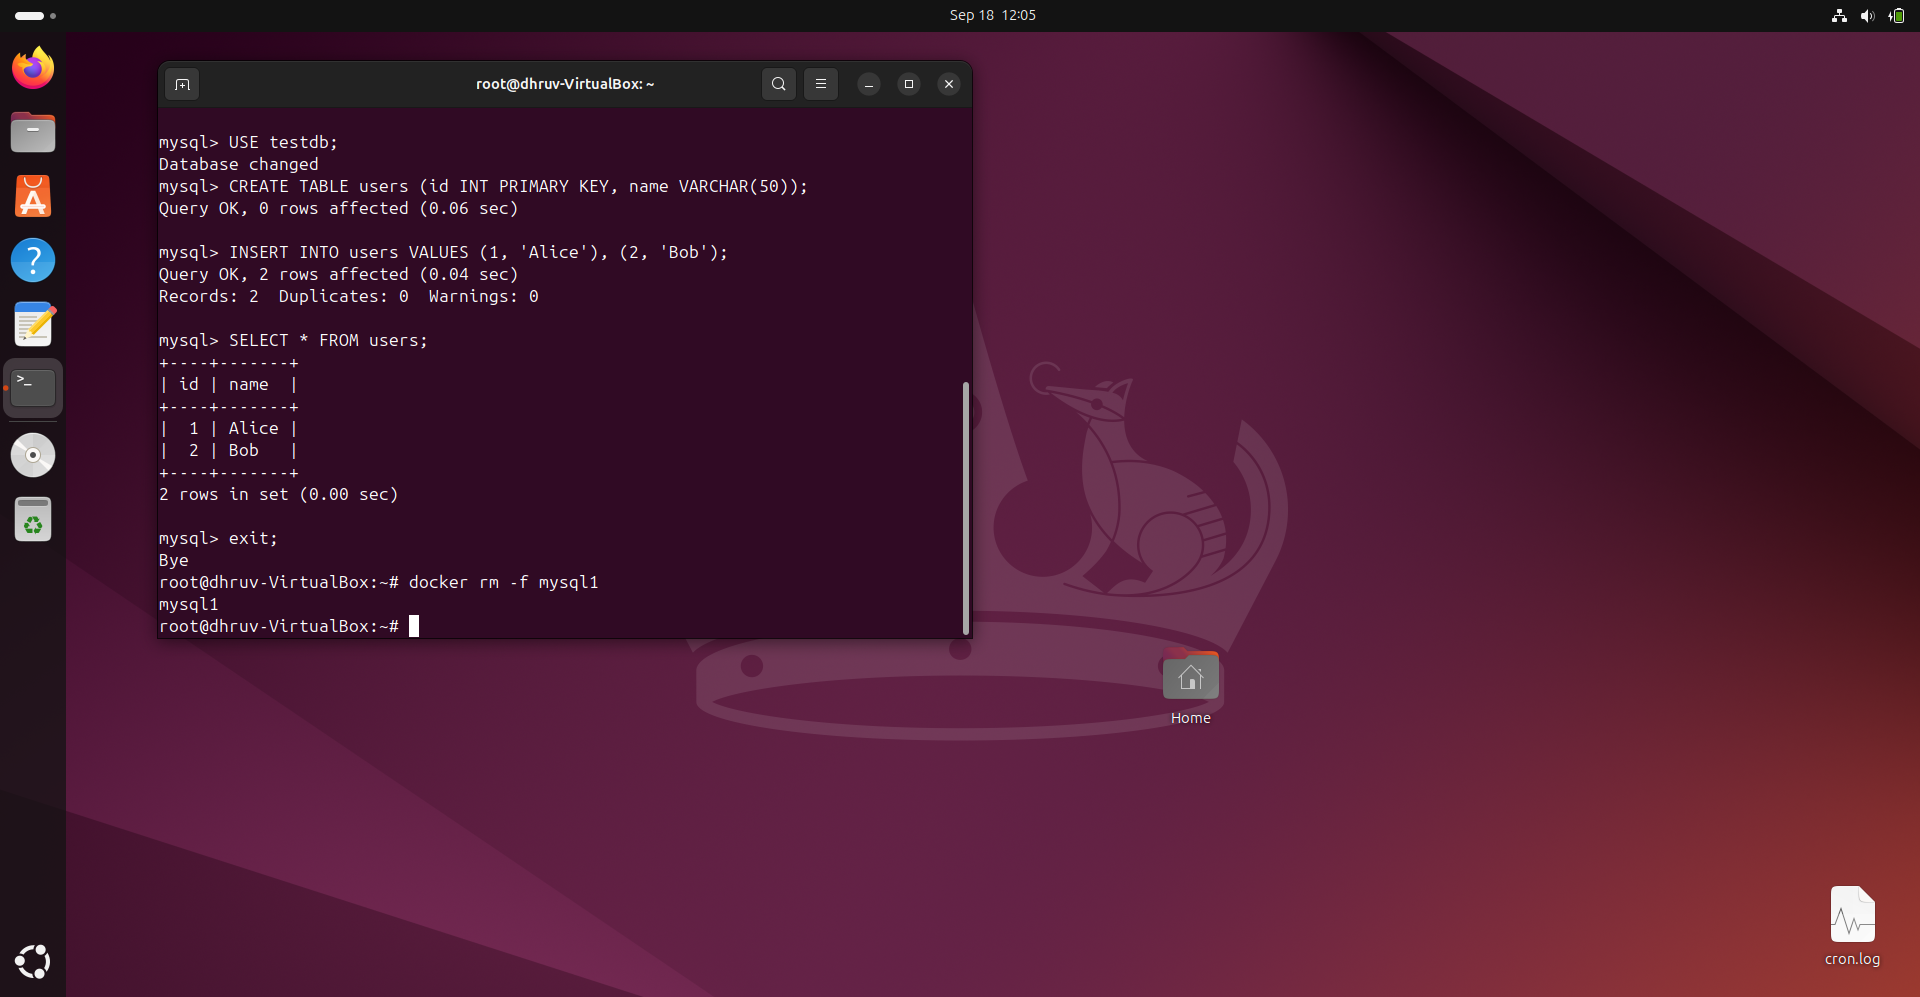 Sep 18 12:05
root@dhruv-VirtualBox: ~
mysql> USE testdb;
Database changed
mysql> CREATE TABLE users (id INT PRIMARY KEY, name VARCHAR(50));
Query OK, 0 rows affected (0.06 sec)
mysql> INSERT INTO users VALUES (1, 'Alice'), (2, 'Bob');
Query OK, 2 rows affected (0.04 sec)
Records: 2  Duplicates: 0  Warnings: 0
mysql> SELECT * FROM users;
+----+-------+
| id | name  |
+----+-------+
|  1 | Alice |
|  2 | Bob   |
+----+-------+
2 rows in set (0.00 sec)
mysql> exit;
Bye
root@dhruv-VirtualBox:~# docker rm -f mysql1
mysql1
root@dhruv-VirtualBox:~#
Home
cron.log